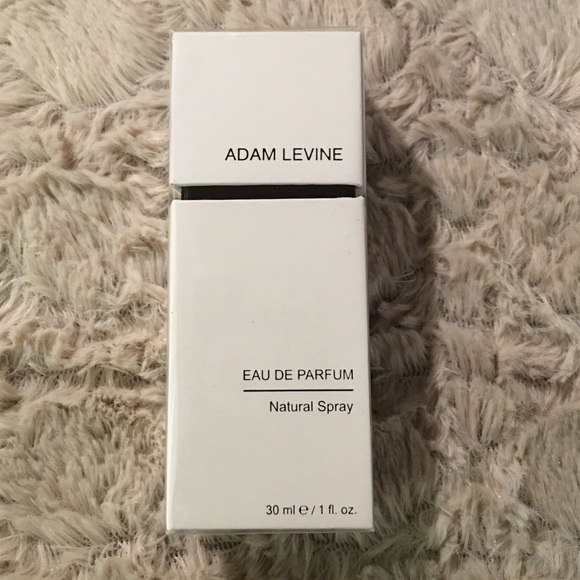 ADAM LEVINE
EAU DE PARFUM
Natural Spray
30 ml ℮ / 1 fl. oz.